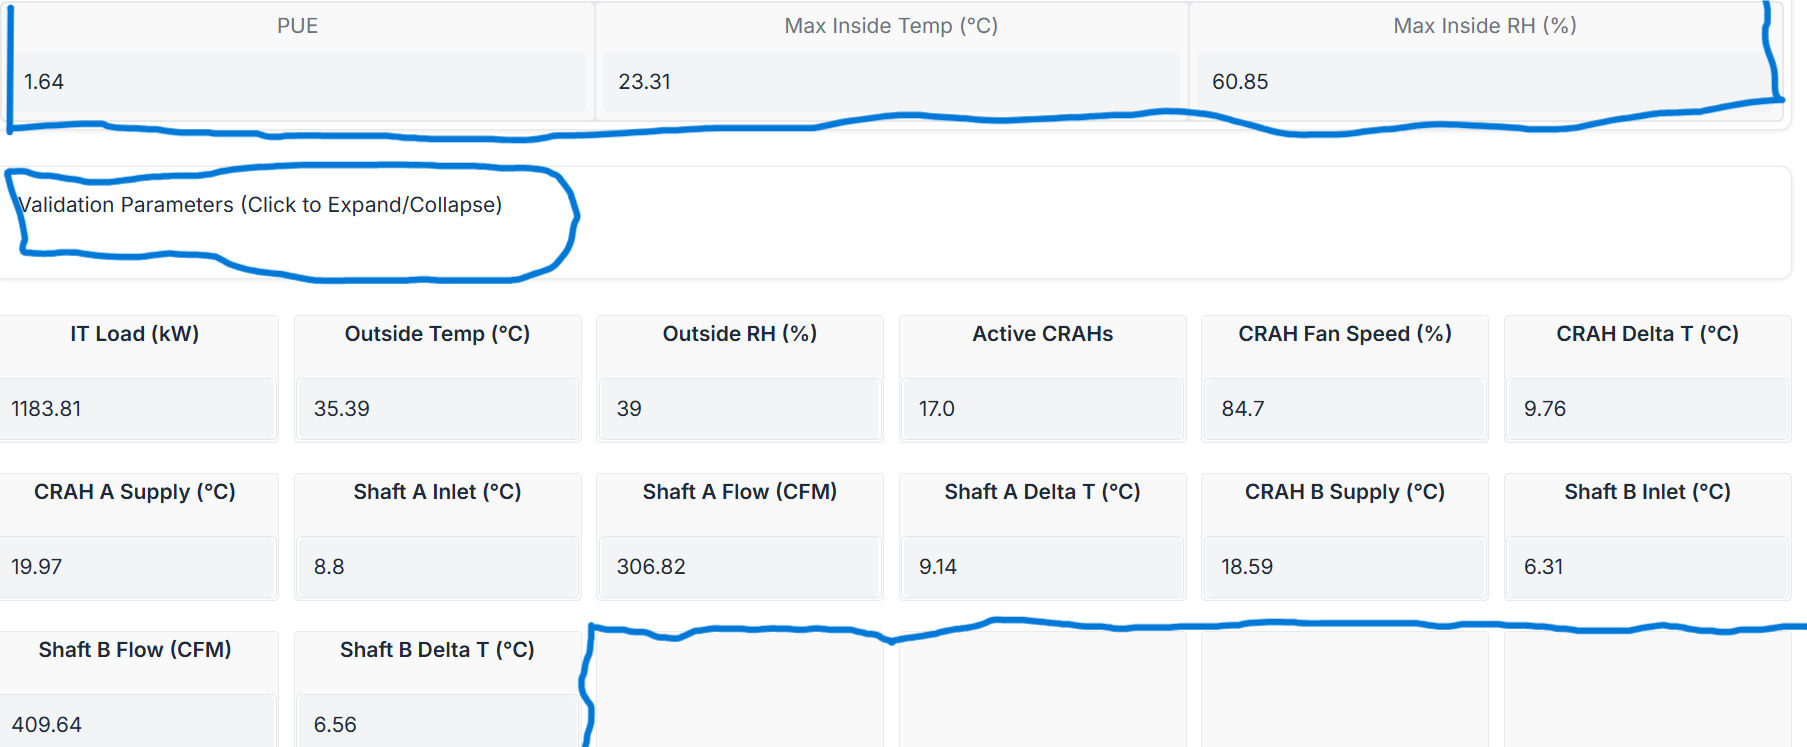 PUE Max Inside Temp (°C) Max Inside RH (%)
1.64 23.31 60.85
Validation Parameters (Click to Expand/Collapse)
IT Load (kW) Outside Temp (°C) Outside RH (%) Active CRAHs CRAH Fan Speed (%) CRAH Delta T (°C)
1183.81 35.39 39 17.0 84.7 9.76
CRAH A Supply (°C) Shaft A Inlet (°C) Shaft A Flow (CFM) Shaft A Delta T (°C) CRAH B Supply (°C) Shaft B Inlet (°C)
19.97 8.8 306.82 9.14 18.59 6.31
Shaft B Flow (CFM) Shaft B Delta T (°C)
409.64 6.56